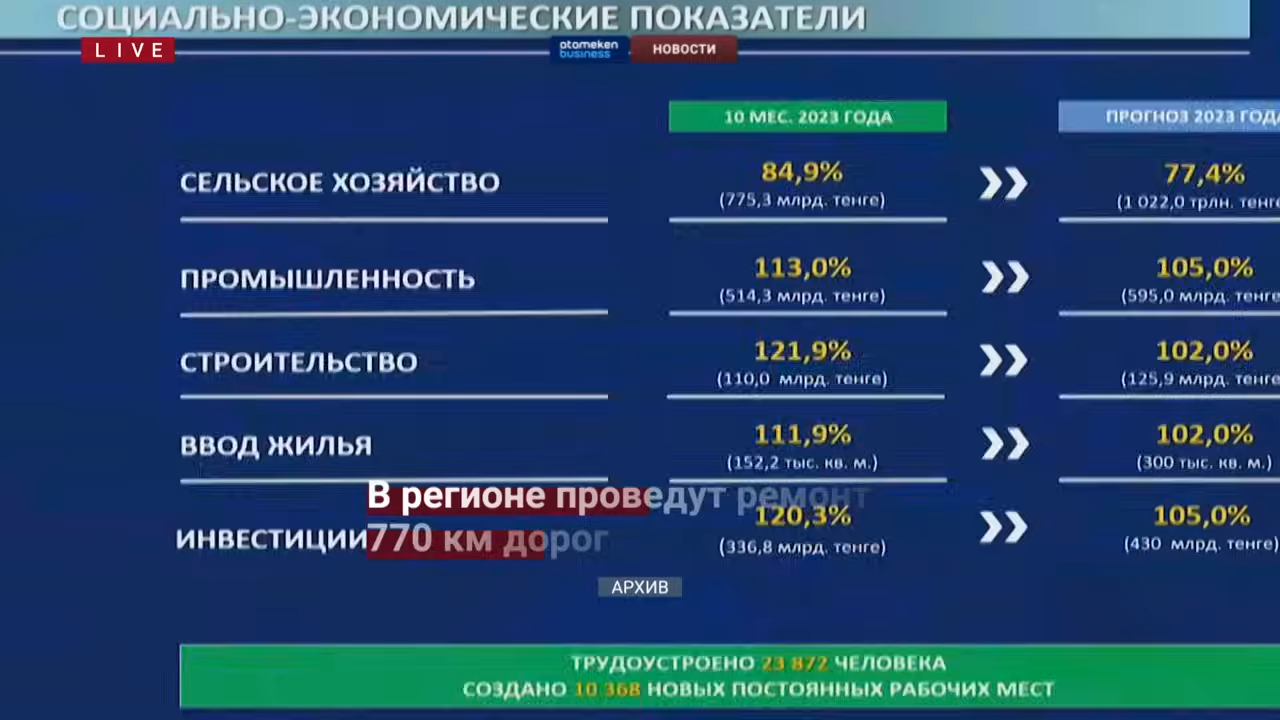 СОЦИАЛЬНО-ЭКОНОМИЧЕСКИЕ ПОКАЗАТЕЛИ
LIVE
atameken business
НОВОСТИ
10 МЕС. 2023 ГОДА
ПРОГНОЗ 2023 ГОДА
СЕЛЬСКОЕ ХОЗЯЙСТВО
84,9%
(775,3 млрд. тенге)
77,4%
(1 022,0 трлн. тенге
ПРОМЫШЛЕННОСТЬ
113,0%
(514,3 млрд. тенге)
105,0%
(595,0 млрд. тенге
СТРОИТЕЛЬСТВО
121,9%
(110,0 млрд. тенге)
102,0%
(125,9 млрд. тенге
ВВОД ЖИЛЬЯ
111,9%
(152,2 тыс. кв. м.)
102,0%
(300 тыс. кв. м.)
ИНВЕСТИЦИИ
120,3%
(336,8 млрд. тенге)
105,0%
(430 млрд. тенге)
В регионе проведут ремонт
770 км дорог
АРХИВ
ТРУДОУСТРОЕНО 23 872 ЧЕЛОВЕКА
СОЗДАНО 10 368 НОВЫХ ПОСТОЯННЫХ РАБОЧИХ МЕСТ